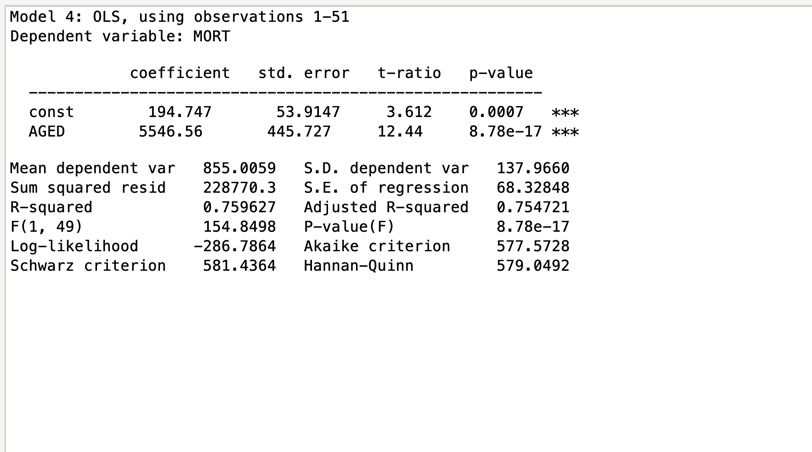 Model 4: OLS, using observations 1-51
Dependent variable: MORT
coefficient std. error t-ratio p-value
-------------------------------------------------------
const 194.747 53.9147 3.612 0.0007 ***
AGED 5546.56 445.727 12.44 8.78e-17 ***
Mean dependent var 855.0059 S.D. dependent var 137.9660
Sum squared resid 228770.3 S.E. of regression 68.32848
R-squared 0.759627 Adjusted R-squared 0.754721
F(1, 49) 154.8498 P-value(F) 8.78e-17
Log-likelihood -286.7864 Akaike criterion 577.5728
Schwarz criterion 581.4364 Hannan-Quinn 579.0492